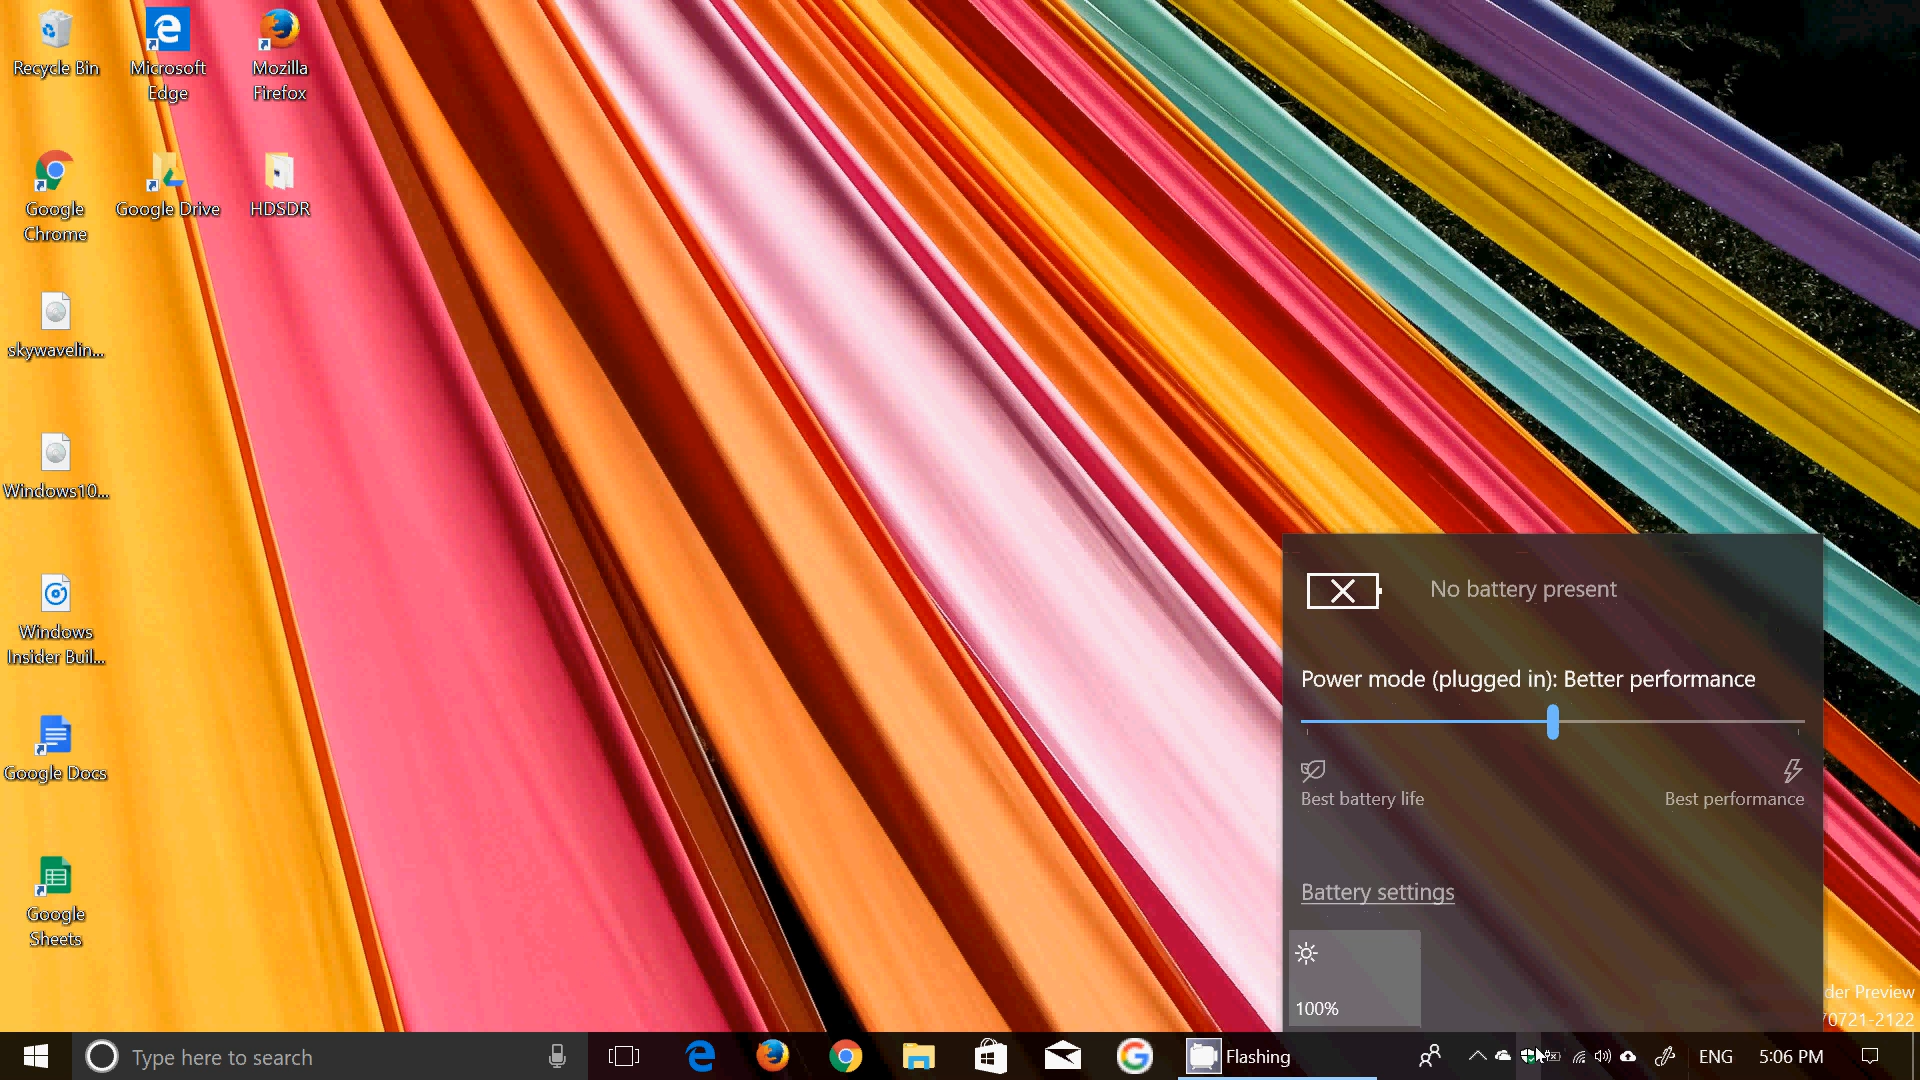 Recycle Bin
Microsoft
Edge
Mozilla
Firefox
Google
Chrome
Google Drive
HDSDR
skywavelin...
Windows10...
Windows
Insider Buil...
Google Docs
Google
Sheets
No battery present
Power mode (plugged in): Better performance
Best battery life
Best performance
Battery settings
100%
der Preview
70721-2122
Type here to search
Flashing
ENG
5:06 PM